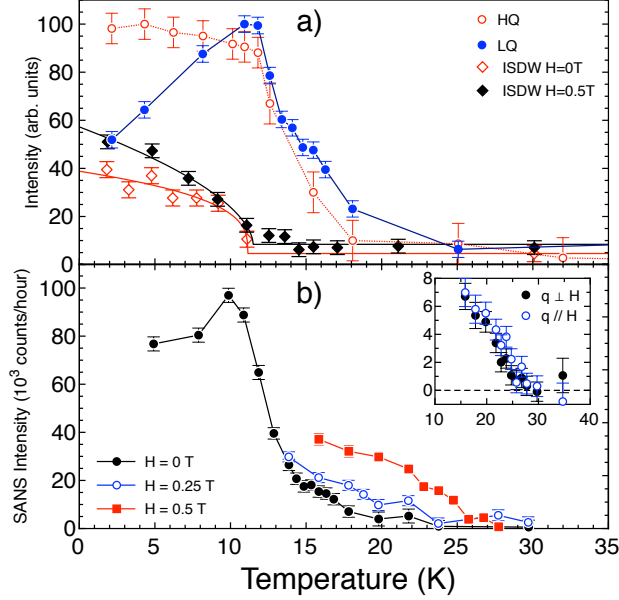 a)
HQ
LQ
ISDW H=0T
ISDW H=0.5T
Intensity (arb. units)
120
100
80
60
40
20
0
b)
q ⊥ H
q // H
8
6
4
2
0
10 20 30 40
SANS Intensity (10³ counts/hour)
100
80
60
40
20
0
H = 0 T
H = 0.25 T
H = 0.5 T
0 5 10 15 20 25 30 35
Temperature (K)